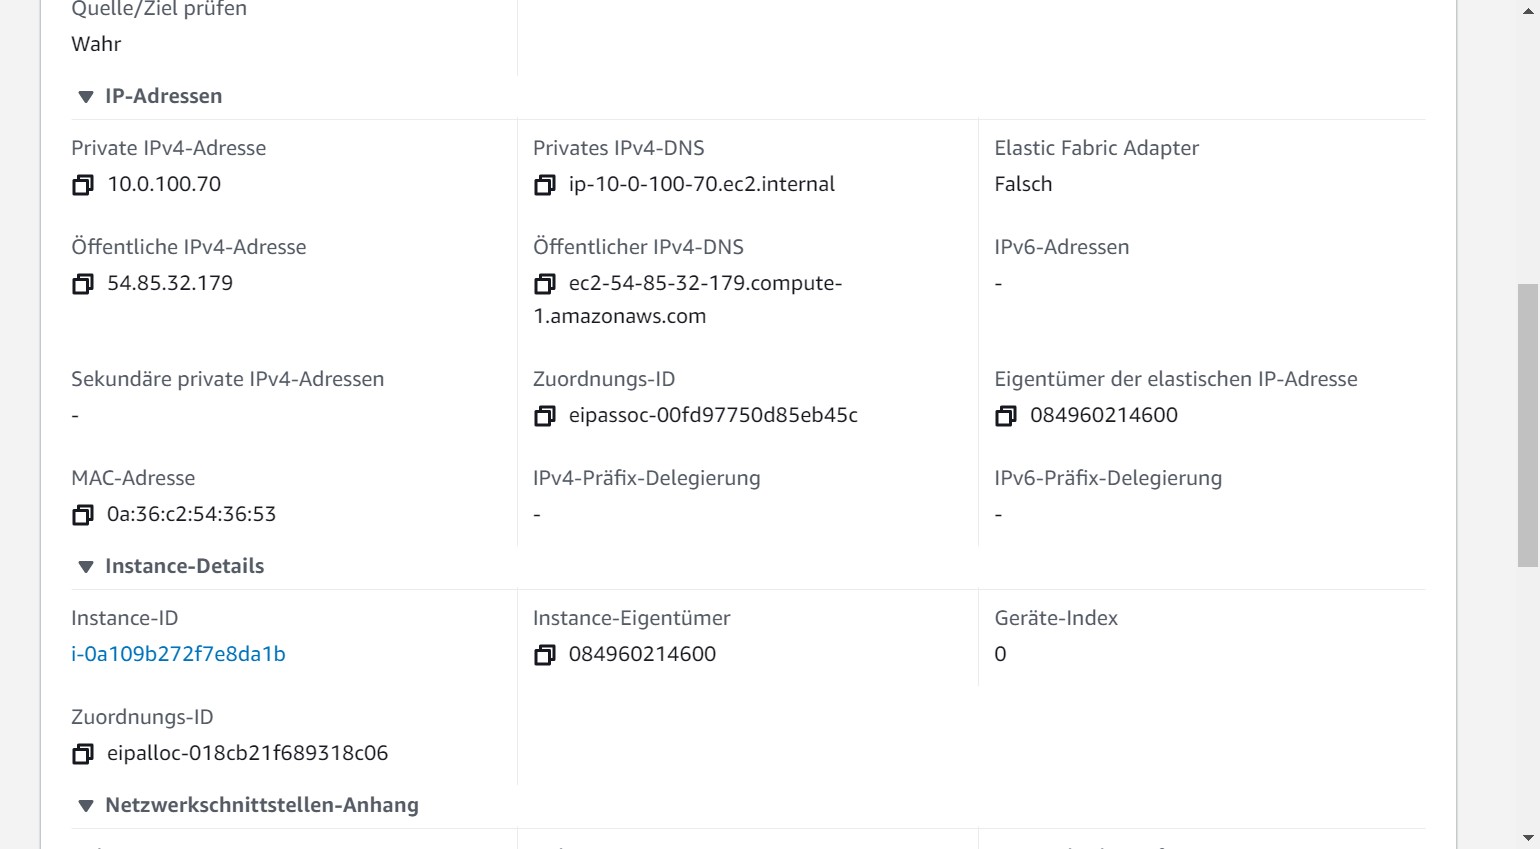 Quelle/Ziel prüfen
Wahr
IP-Adressen
Private IPv4-Adresse
10.0.100.70
Privates IPv4-DNS
ip-10-0-100-70.ec2.internal
Elastic Fabric Adapter
Falsch
Öffentliche IPv4-Adresse
54.85.32.179
Öffentlicher IPv4-DNS
ec2-54-85-32-179.compute-
1.amazonaws.com
IPv6-Adressen
-
Sekundäre private IPv4-Adressen
-
Zuordnungs-ID
eipassoc-00fd97750d85eb45c
Eigentümer der elastischen IP-Adresse
084960214600
MAC-Adresse
0a:36:c2:54:36:53
IPv4-Präfix-Delegierung
-
IPv6-Präfix-Delegierung
-
Instance-Details
Instance-ID
i-0a109b272f7e8da1b
Instance-Eigentümer
084960214600
Geräte-Index
0
Zuordnungs-ID
eipalloc-018cb21f689318c06
Netzwerkschnittstellen-Anhang